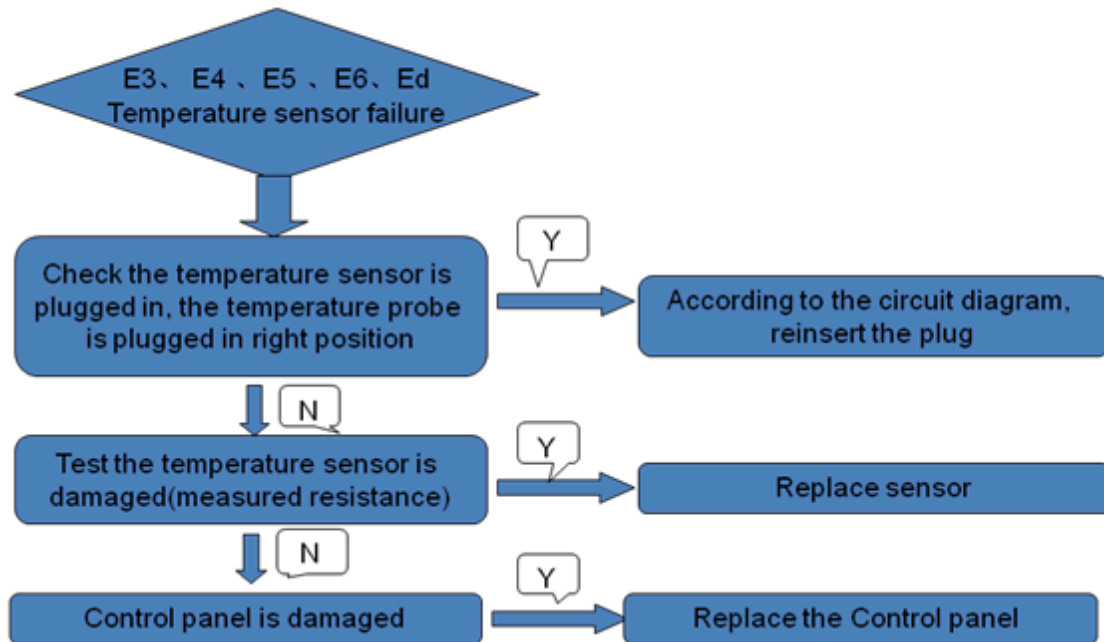 E3、 E4 、E5 、E6、Ed
Temperature sensor failure
Check the temperature sensor is
plugged in, the temperature probe
is plugged in right position
Y
According to the circuit diagram,
reinsert the plug
N
Test the temperature sensor is
damaged(measured resistance)
Y
Replace sensor
N
Control panel is damaged
Y
Replace the Control panel